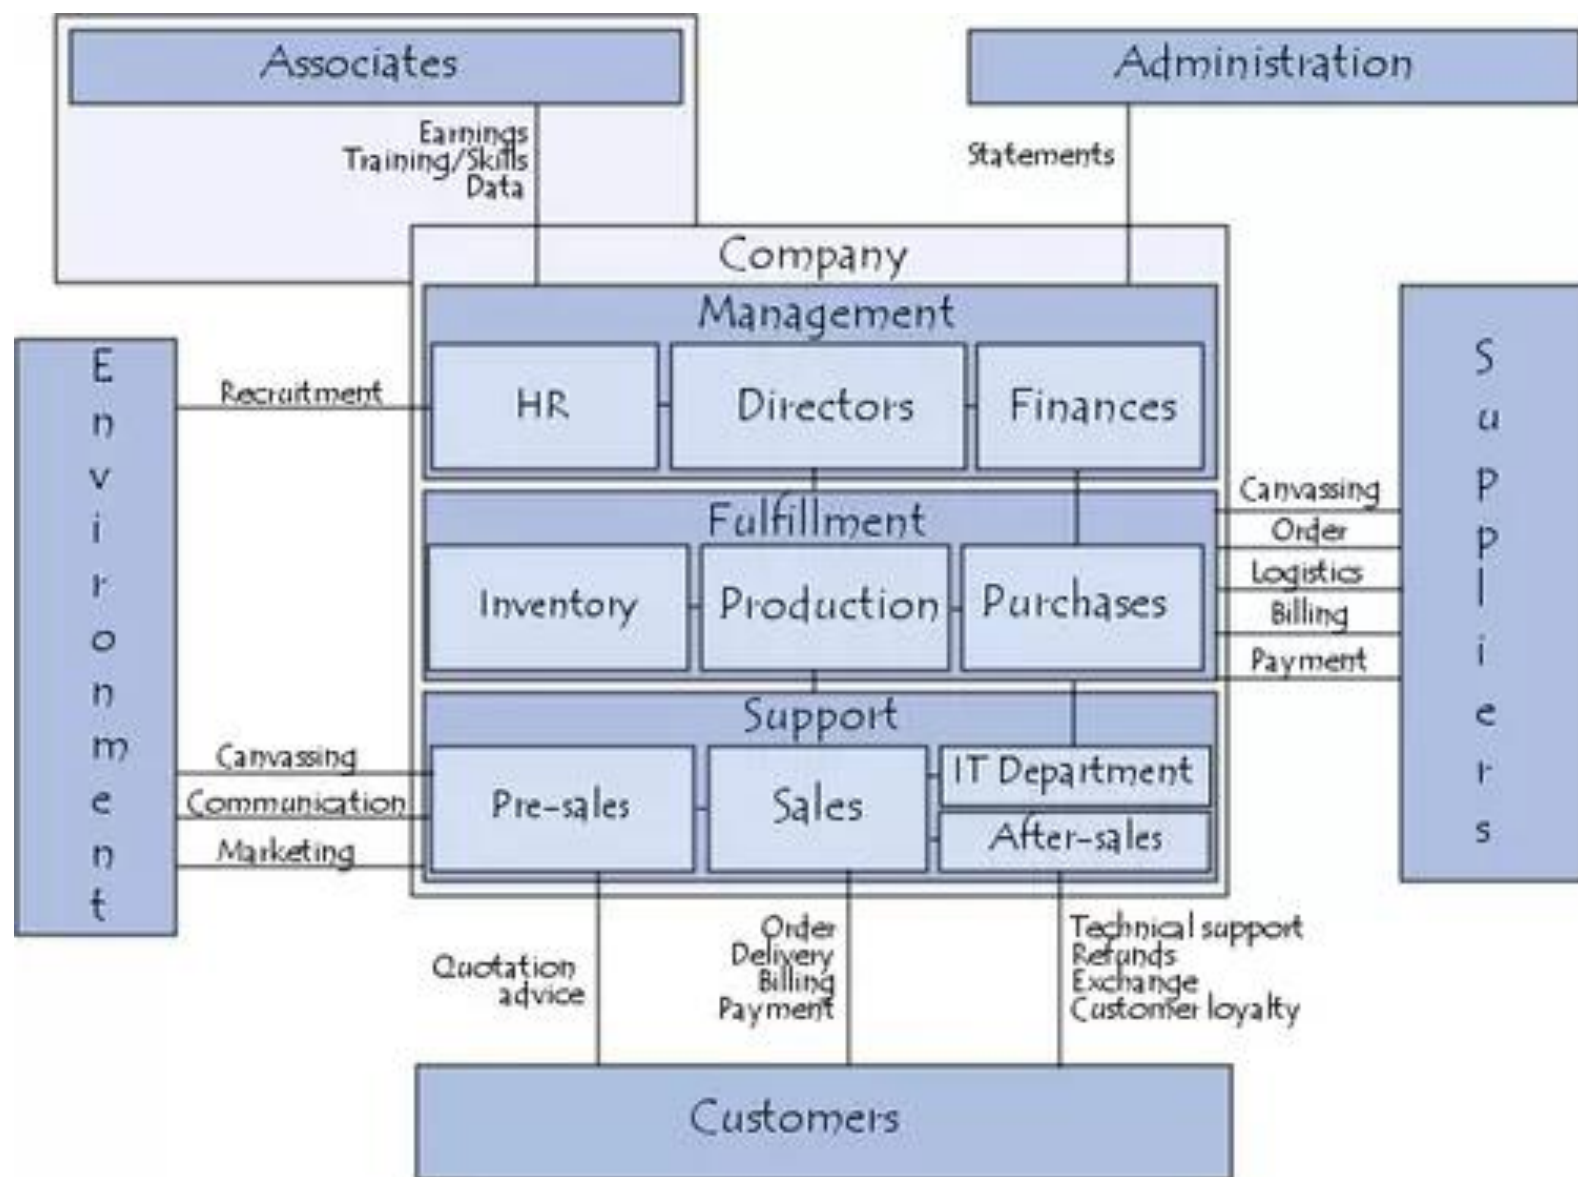 Associates
Administration
Earnings
Training/Skills
Data
Statements
Company
Management
HR
Directors
Finances
Recruitment
Environment
Suppliers
Fulfillment
Inventory
Production
Purchases
Canvassing
Order
Logistics
Billing
Payment
Support
Pre-sales
Sales
IT Department
After-sales
Canvassing
Communication
Marketing
Quotation
advice
Order
Delivery
Billing
Payment
Technical support
Refunds
Exchange
Customer loyalty
Customers